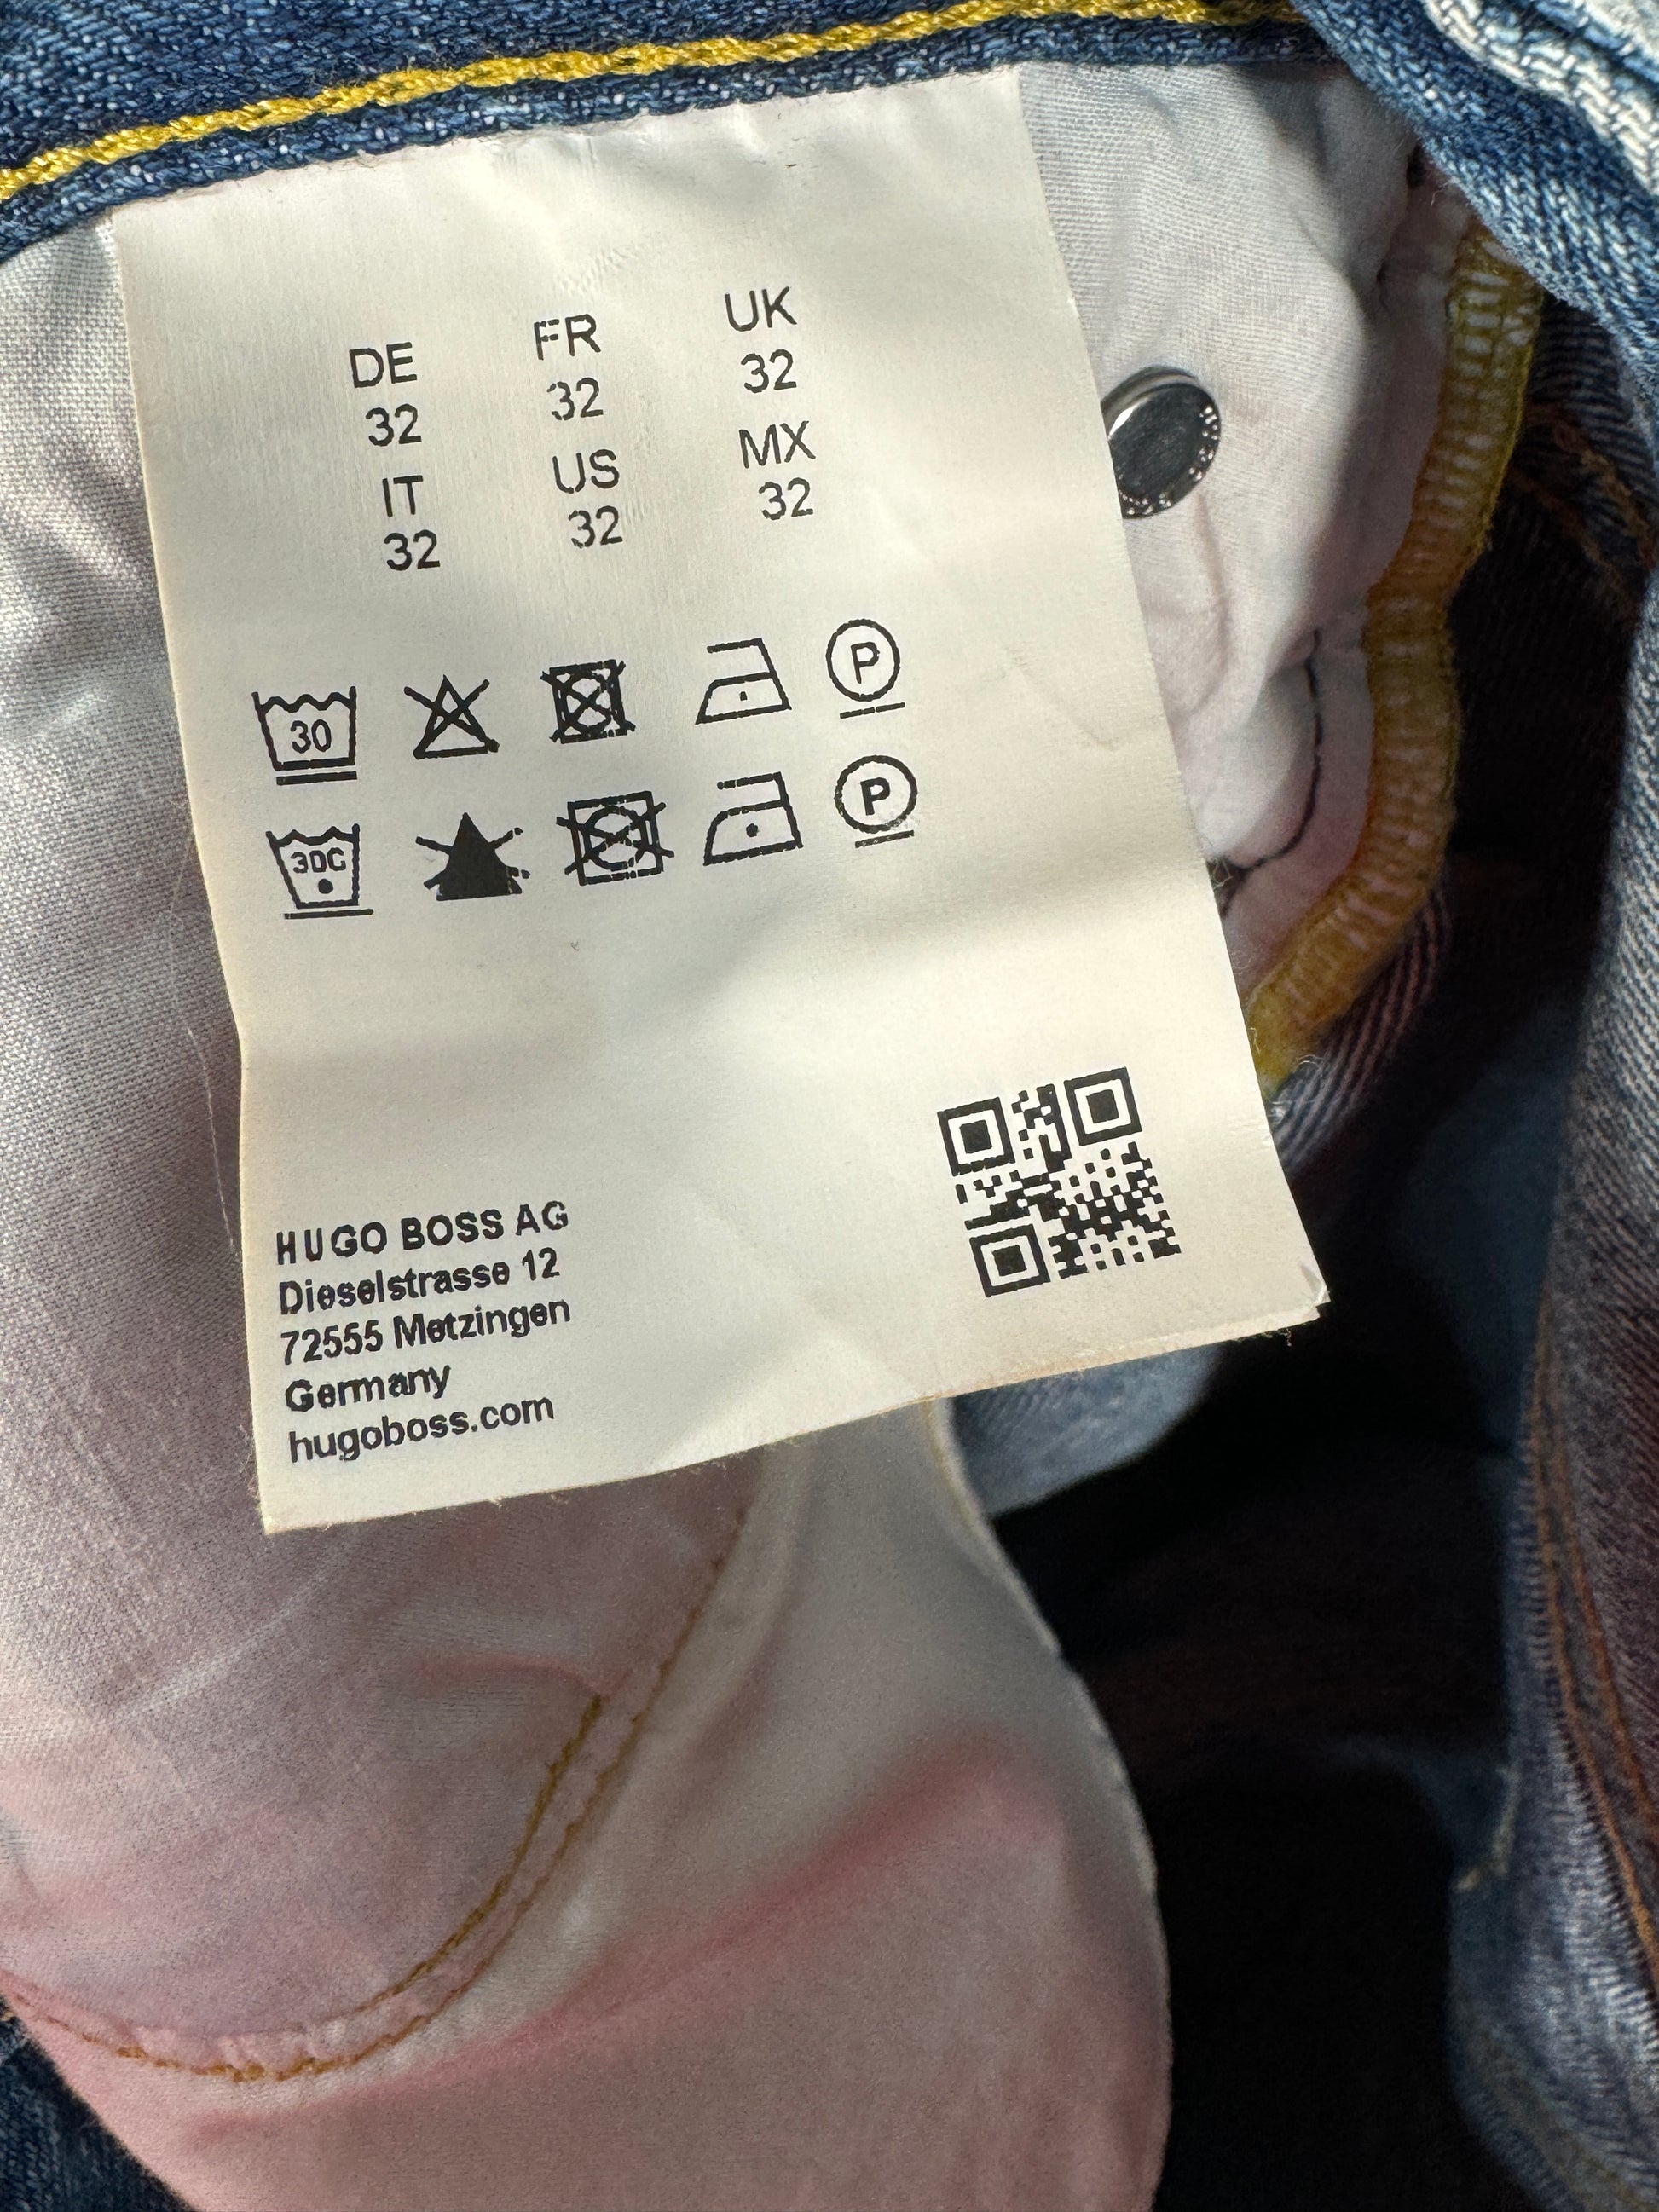 DE FR UK
32 32 32
IT US MX
32 32 32
30 P
30C P
HUGO BOSS AG
Dieselstrasse 12
72555 Metzingen
Germany
hugoboss.com